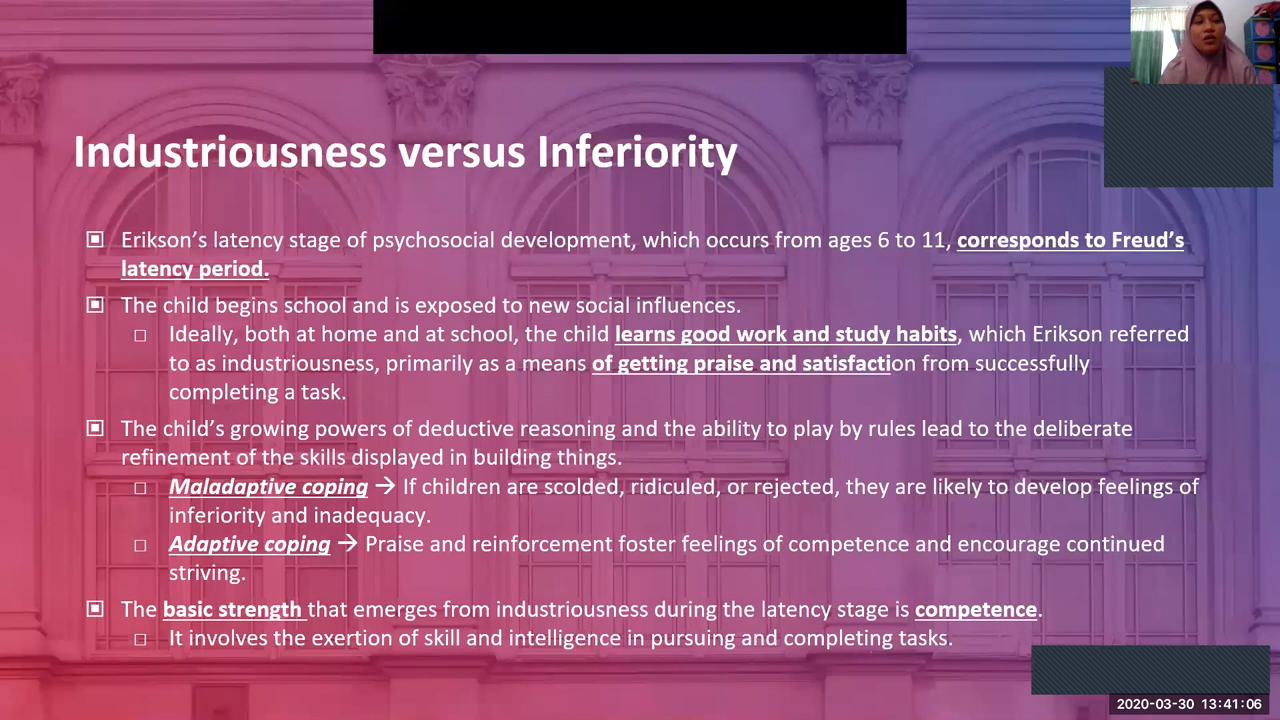 Industriousness versus Inferiority
Erikson’s latency stage of psychosocial development, which occurs from ages 6 to 11, corresponds to Freud’s
latency period.
The child begins school and is exposed to new social influences.
Ideally, both at home and at school, the child learns good work and study habits, which Erikson referred
to as industriousness, primarily as a means of getting praise and satisfaction from successfully
completing a task.
The child’s growing powers of deductive reasoning and the ability to play by rules lead to the deliberate
refinement of the skills displayed in building things.
Maladaptive coping → If children are scolded, ridiculed, or rejected, they are likely to develop feelings of
inferiority and inadequacy.
Adaptive coping → Praise and reinforcement foster feelings of competence and encourage continued
striving.
The basic strength that emerges from industriousness during the latency stage is competence.
It involves the exertion of skill and intelligence in pursuing and completing tasks.
2020-03-30 13:41:06